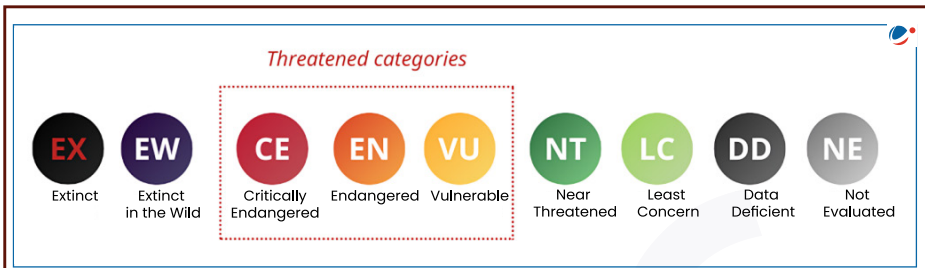 Threatened categories
EX
EW
CE
EN
VU
NT
LC
DD
NE
Extinct
Extinct
in the Wild
Critically
Endangered
Endangered
Vulnerable
Near
Threatened
Least
Concern
Data
Deficient
Not
Evaluated